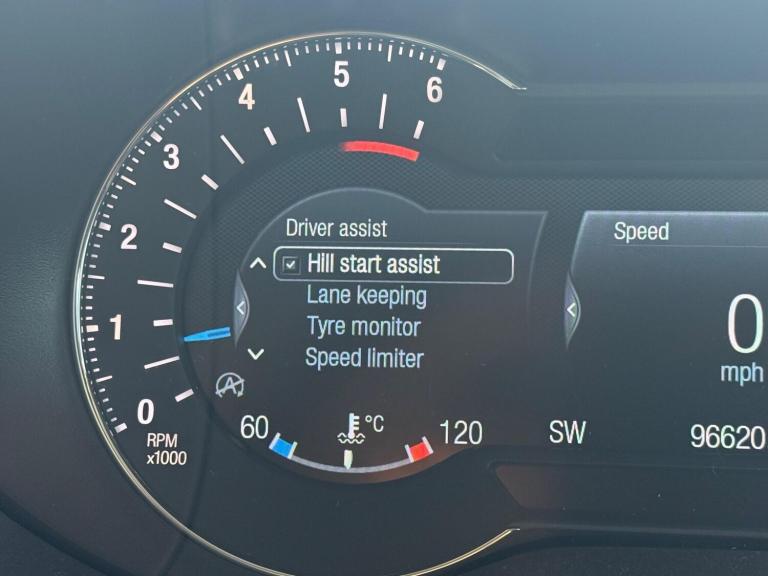 6
5
4
3
2
1
0
RPM
x1000
Driver assist
Hill start assist
Lane keeping
Tyre monitor
Speed limiter
A
60
°C
120
Speed
0
mph
SW
96620